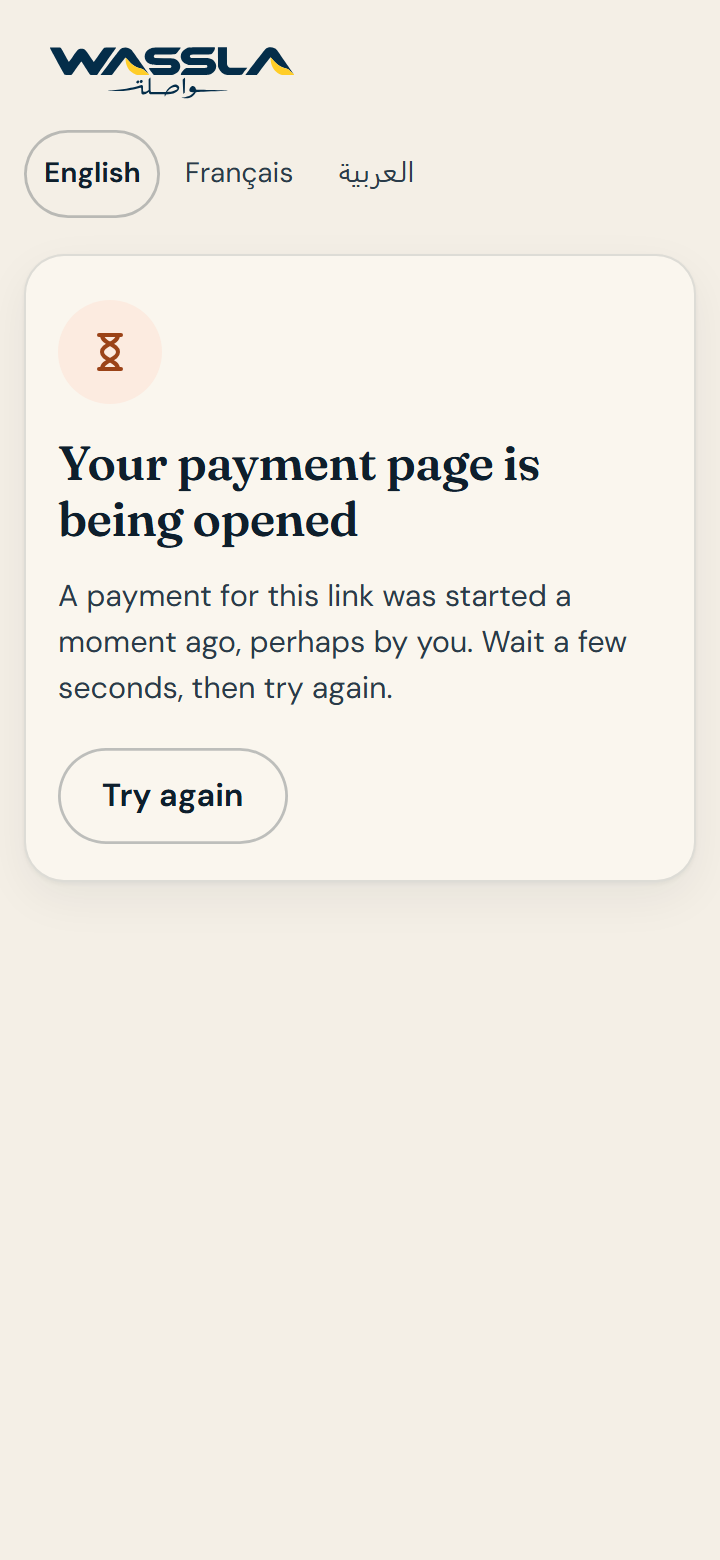 WASSLA
واصلة
English
Français
العربية
Your payment page is
being opened
A payment for this link was started a
moment ago, perhaps by you. Wait a few
seconds, then try again.
Try again